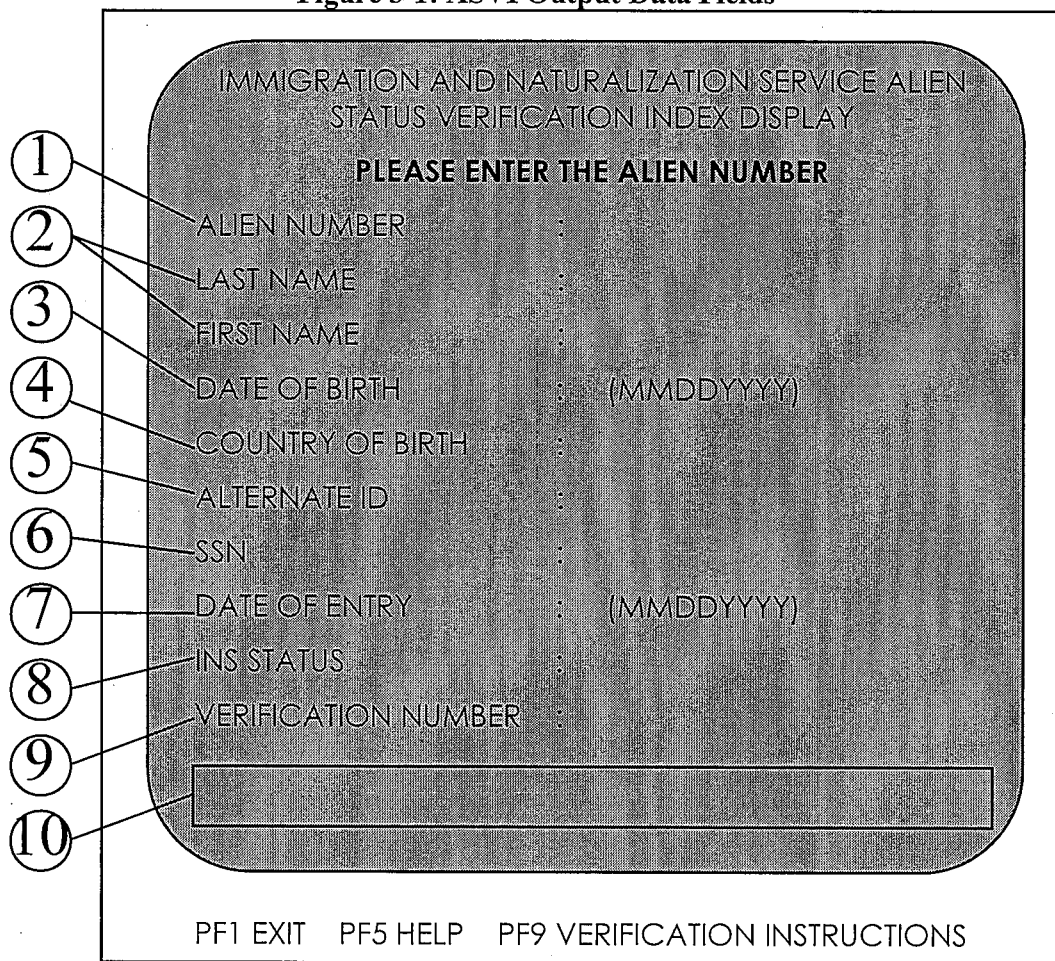 Figure 3-1: ASVI Output Data Fields
IMMIGRATION AND NATURALIZATION SERVICE ALIEN
STATUS VERIFICATION INDEX DISPLAY
PLEASE ENTER THE ALIEN NUMBER
1 ALIEN NUMBER :
2 LAST NAME :
FIRST NAME :
3 DATE OF BIRTH : (MMDDYYYY)
4 COUNTRY OF BIRTH :
5 ALTERNATE ID :
6 SSN :
7 DATE OF ENTRY : (MMDDYYYY)
8 INS STATUS :
9 VERIFICATION NUMBER :
10
PF1 EXIT PF5 HELP PF9 VERIFICATION INSTRUCTIONS